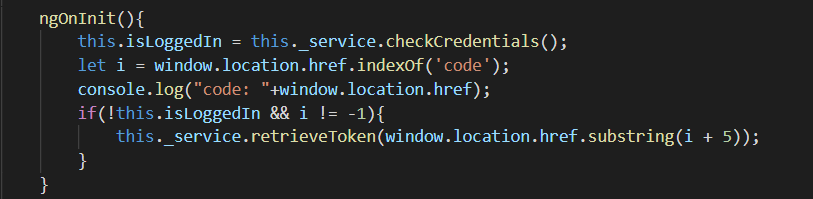 ngOnInit(){
this.isLoggedIn = this._service.checkCredentials();
let i = window.location.href.indexOf('code');
console.log("code: "+window.location.href);
if(!this.isLoggedIn && i != -1){
this._service.retrieveToken(window.location.href.substring(i + 5));
}
}